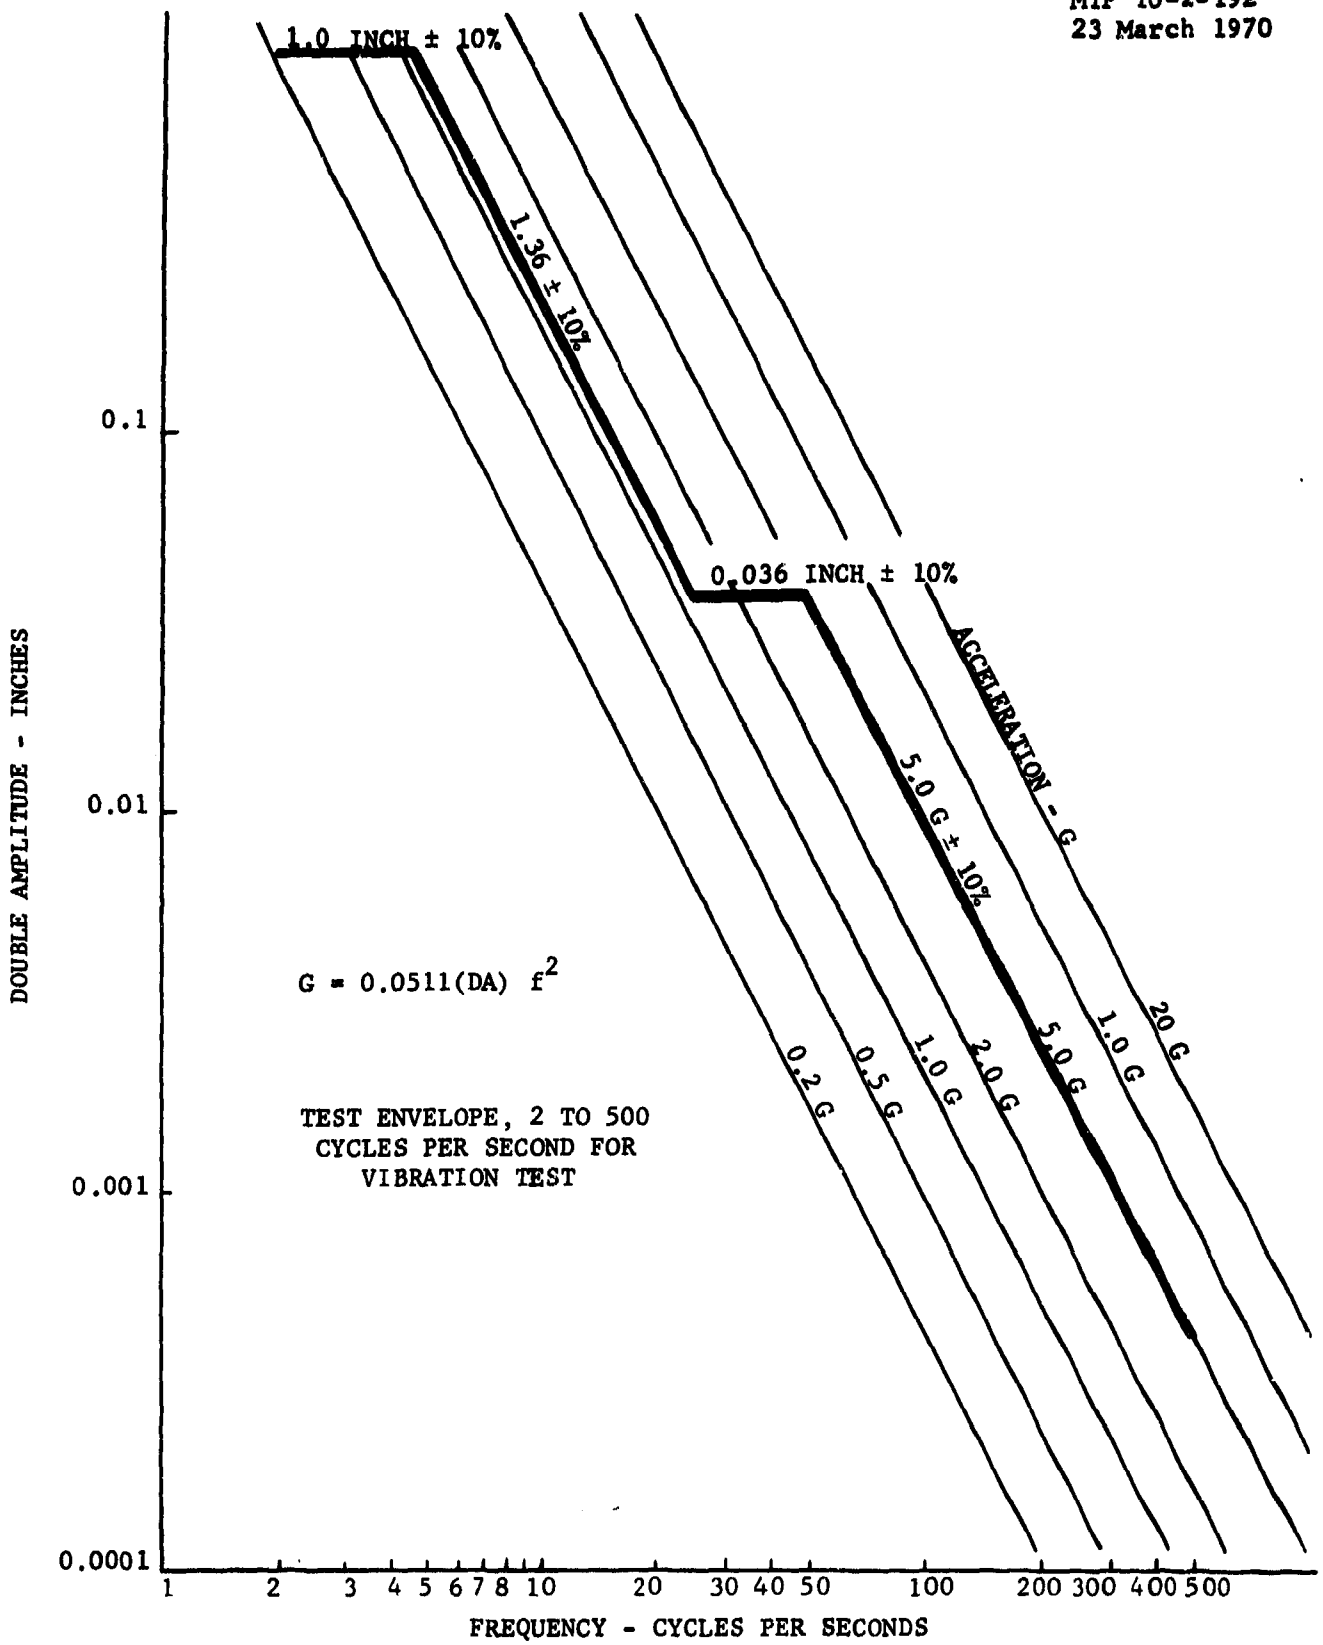 MTP 10-2-192
23 March 1970
1.0 INCH ± 10%
1.36 ± 10%
0.1
0.036 INCH ± 10%
ACCELERATION - G
DOUBLE AMPLITUDE - INCHES
5.0 G ± 10%
0.01
G = 0.0511(DA) f²
0.2 G
0.5 G
1.0 G
2.0 G
5.0 G
1.0 G
20 G
TEST ENVELOPE, 2 TO 500
CYCLES PER SECOND FOR
VIBRATION TEST
0.001
0.0001
1 2 3 4 5 6 7 8 10 20 30 40 50 100 200 300 400 500
FREQUENCY - CYCLES PER SECONDS